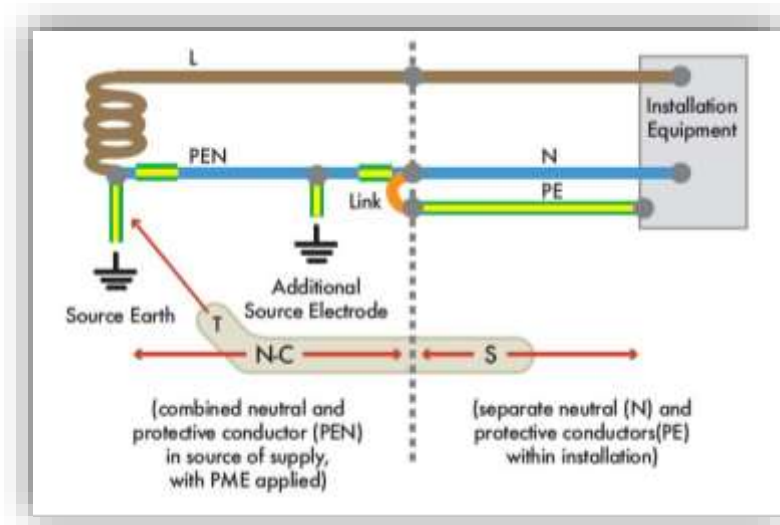 L
Installation
Equipment
PEN
N
Link
PE
Source Earth
Additional
Source Electrode
T
N-C
S
(combined neutral and
protective conductor (PEN)
in source of supply,
with PME applied)
(separate neutral (N) and
protective conductors(PE)
within installation)